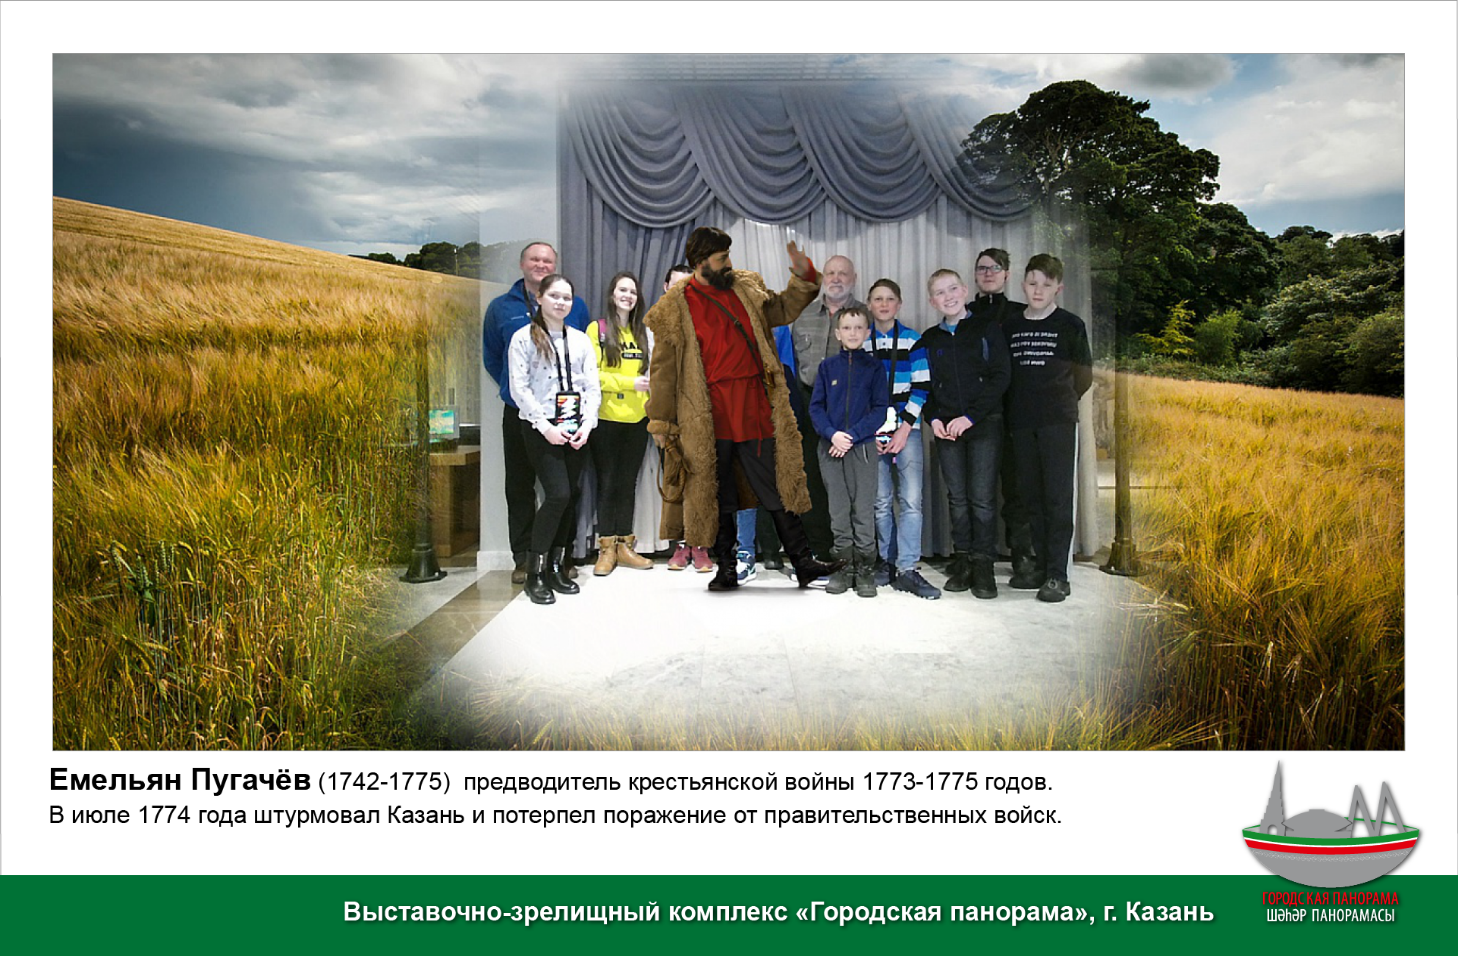 Емельян Пугачёв (1742-1775) предводитель крестьянской войны 1773-1775 годов.
В июле 1774 года штурмовал Казань и потерпел поражение от правительственных войск.
Выставочно-зрелищный комплекс «Городская панорама», г. Казань
ГОРОДСКАЯ ПАНОРАМА
ШӘҺӘР ПАНОРАМАСЫ